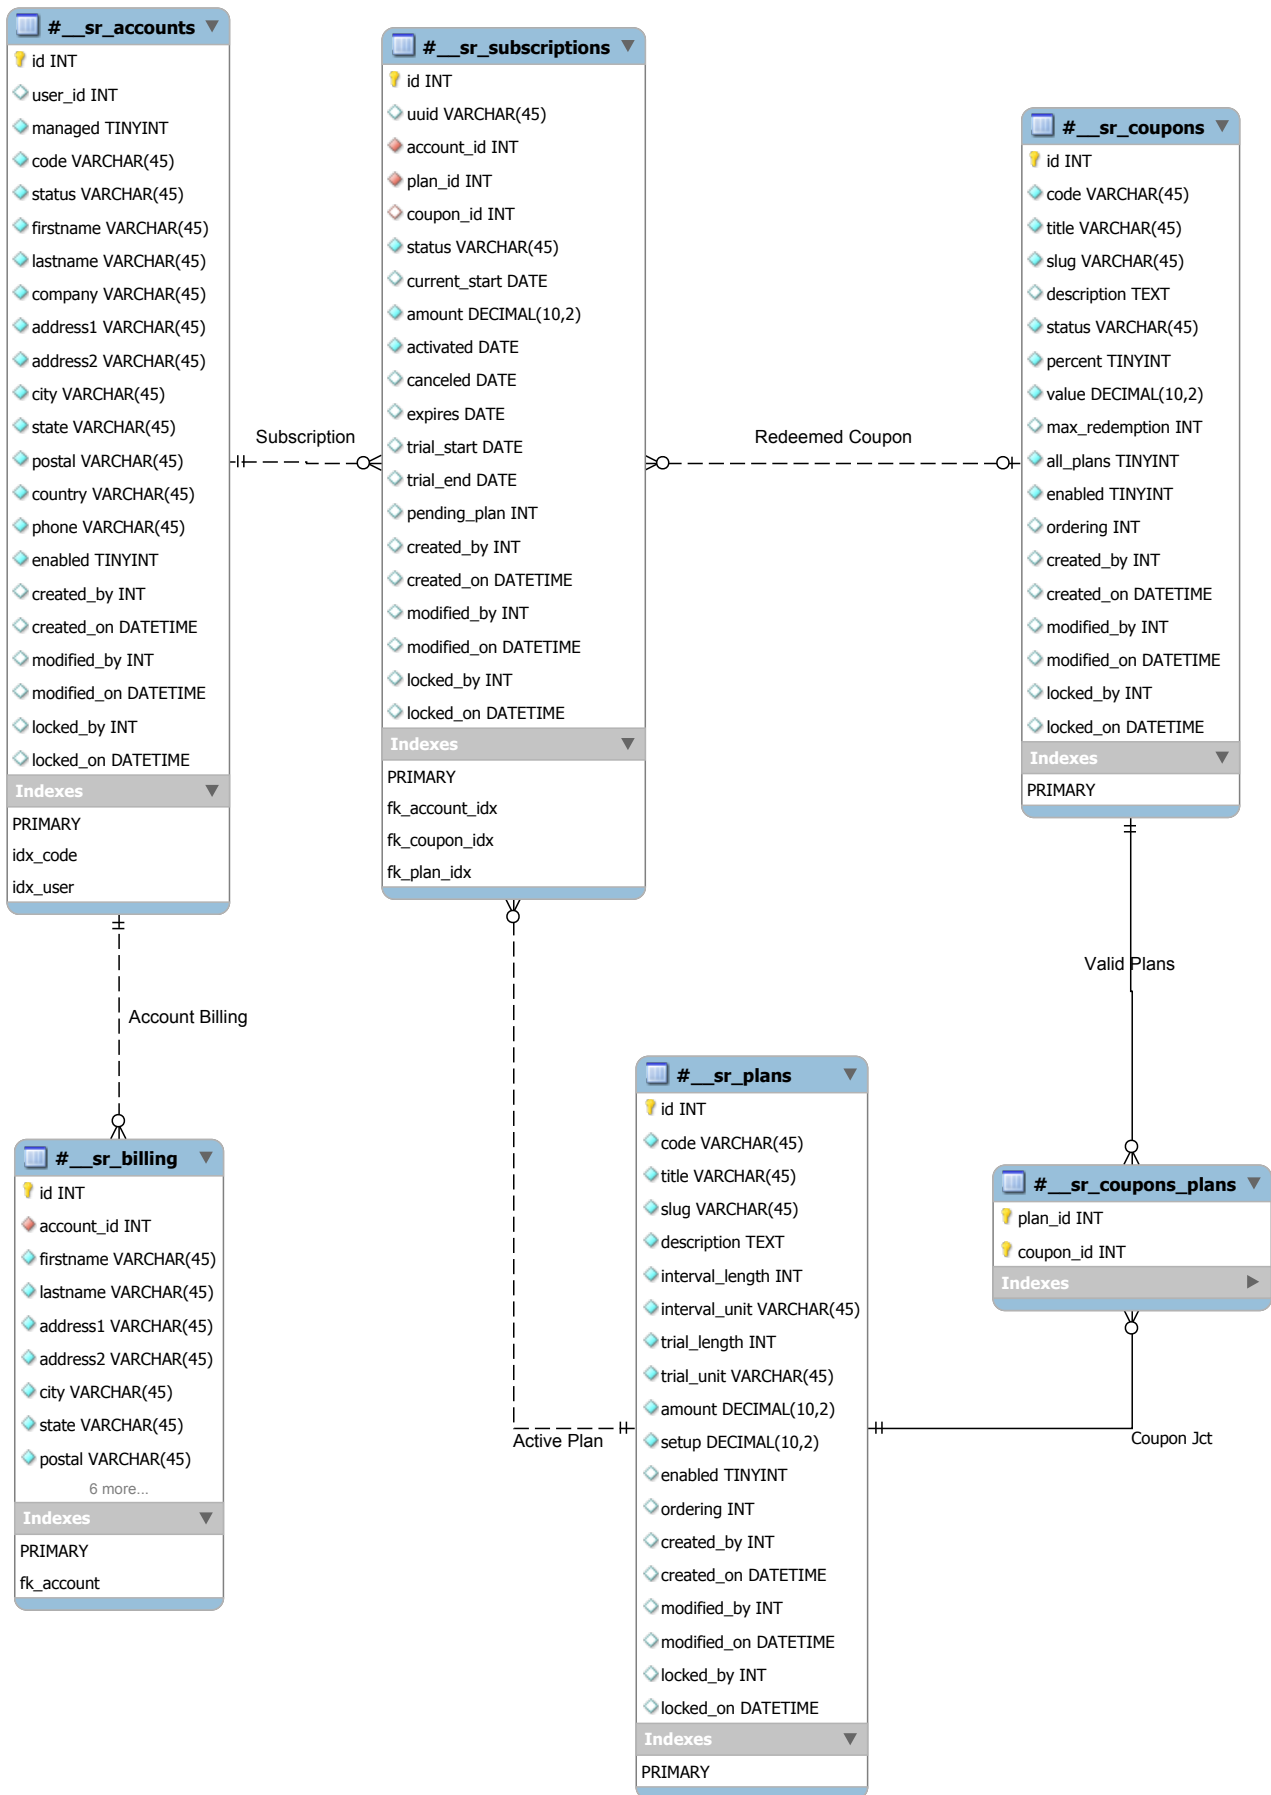 #__sr_accounts
id INT
user_id INT
managed TINYINT
code VARCHAR(45)
status VARCHAR(45)
firstname VARCHAR(45)
lastname VARCHAR(45)
company VARCHAR(45)
address1 VARCHAR(45)
address2 VARCHAR(45)
city VARCHAR(45)
state VARCHAR(45)
postal VARCHAR(45)
country VARCHAR(45)
phone VARCHAR(45)
enabled TINYINT
created_by INT
created_on DATETIME
modified_by INT
modified_on DATETIME
locked_by INT
locked_on DATETIME
Indexes
PRIMARY
idx_code
idx_user
Subscription
#__sr_subscriptions
id INT
uuid VARCHAR(45)
account_id INT
plan_id INT
coupon_id INT
status VARCHAR(45)
current_start DATE
amount DECIMAL(10,2)
activated DATE
canceled DATE
expires DATE
trial_start DATE
trial_end DATE
pending_plan INT
created_by INT
created_on DATETIME
modified_by INT
modified_on DATETIME
locked_by INT
locked_on DATETIME
Indexes
PRIMARY
fk_account_idx
fk_coupon_idx
fk_plan_idx
Redeemed Coupon
#__sr_coupons
id INT
code VARCHAR(45)
title VARCHAR(45)
slug VARCHAR(45)
description TEXT
status VARCHAR(45)
percent TINYINT
value DECIMAL(10,2)
max_redemption INT
all_plans TINYINT
enabled TINYINT
ordering INT
created_by INT
created_on DATETIME
modified_by INT
modified_on DATETIME
locked_by INT
locked_on DATETIME
Indexes
PRIMARY
Valid Plans
Account Billing
#__sr_billing
id INT
account_id INT
firstname VARCHAR(45)
lastname VARCHAR(45)
address1 VARCHAR(45)
address2 VARCHAR(45)
city VARCHAR(45)
state VARCHAR(45)
postal VARCHAR(45)
6 more...
Indexes
PRIMARY
fk_account
Active Plan
#__sr_plans
id INT
code VARCHAR(45)
title VARCHAR(45)
slug VARCHAR(45)
description TEXT
interval_length INT
interval_unit VARCHAR(45)
trial_length INT
trial_unit VARCHAR(45)
amount DECIMAL(10,2)
setup DECIMAL(10,2)
enabled TINYINT
ordering INT
created_by INT
created_on DATETIME
modified_by INT
modified_on DATETIME
locked_by INT
locked_on DATETIME
Indexes
PRIMARY
#__sr_coupons_plans
plan_id INT
coupon_id INT
Indexes
Coupon Jct